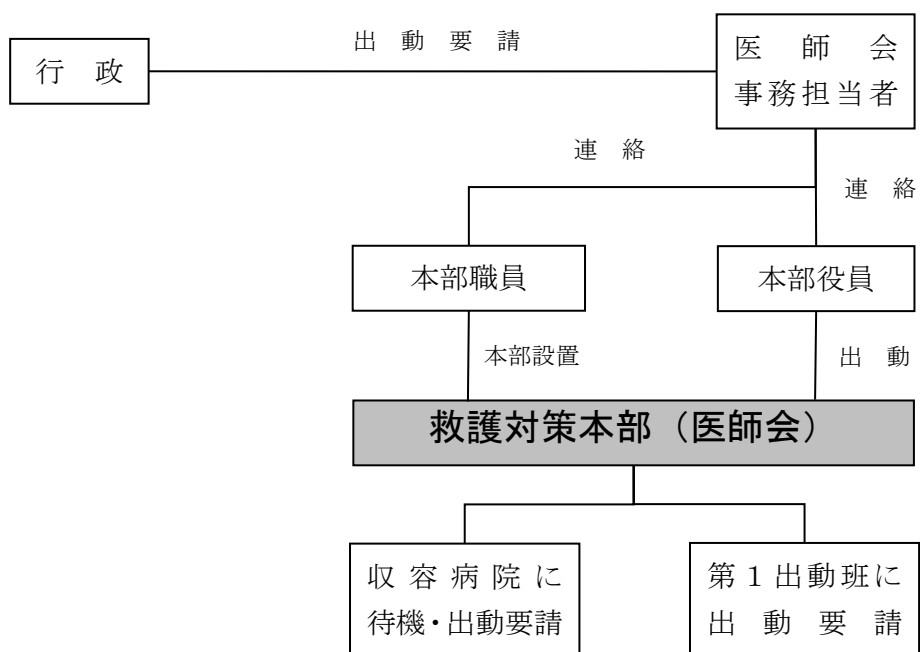 出動要請
行政
医師会
事務担当者
連絡
連絡
本部職員
本部役員
本部設置
出動
救護対策本部（医師会）
収容病院に
待機・出動要請
第1出動班に
出動要請